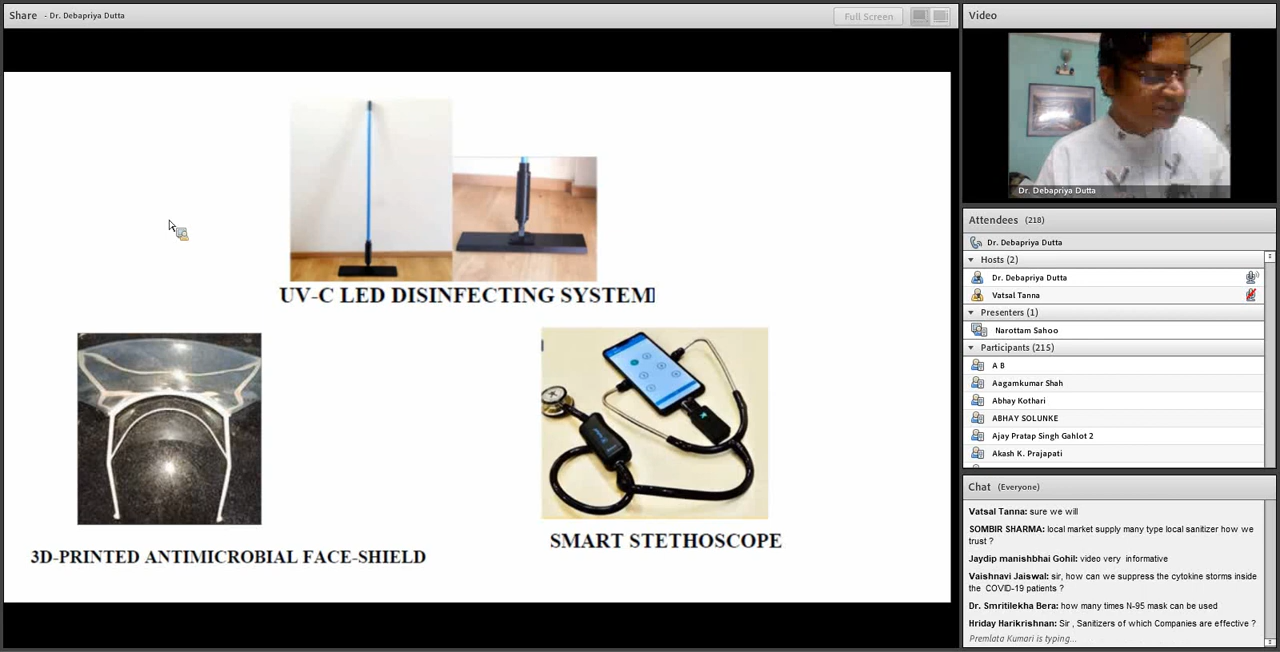 Share - Dr. Debapriya Dutta
Full Screen
UV-C LED DISINFECTING SYSTEM
3D-PRINTED ANTIMICROBIAL FACE-SHIELD
SMART STETHOSCOPE
Video
Dr. Debapriya Dutta
Attendees (218)
Dr. Debapriya Dutta
Hosts (2)
Dr. Debapriya Dutta
Vatsal Tanna
Presenters (1)
Narottam Sahoo
Participants (215)
A B
Aagamkumar Shah
Abhay Kothari
ABHAY SOLUNKE
Ajay Pratap Singh Gahlot 2
Akash K. Prajapati
Chat (Everyone)
Vatsal Tanna: sure we will
SOMBIR SHARMA: local market supply many type local sanitizer how we
trust ?
Jaydip manishbhai Gohil: video very informative
Vaishnavi Jaiswal: sir, how can we suppress the cytokine storms inside
the COVID-19 patients ?
Dr. Smritilekha Bera: how many times N-95 mask can be used
Hriday Harikrishnan: Sir , Sanitizers of which Companies are effective ?
Premlata Kumari is typing...